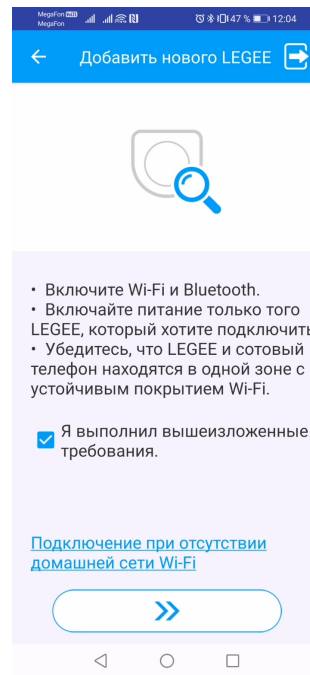 MegaFon 12:04
MegaFon 47 %
Добавить нового LEGEE
• Включите Wi-Fi и Bluetooth.
• Включайте питание только того
LEGEE, который хотите подключить
• Убедитесь, что LEGEE и сотовый
телефон находятся в одной зоне с
устойчивым покрытием Wi-Fi.
Я выполнил вышеизложенные
требования.
Подключение при отсутствии
домашней сети Wi-Fi